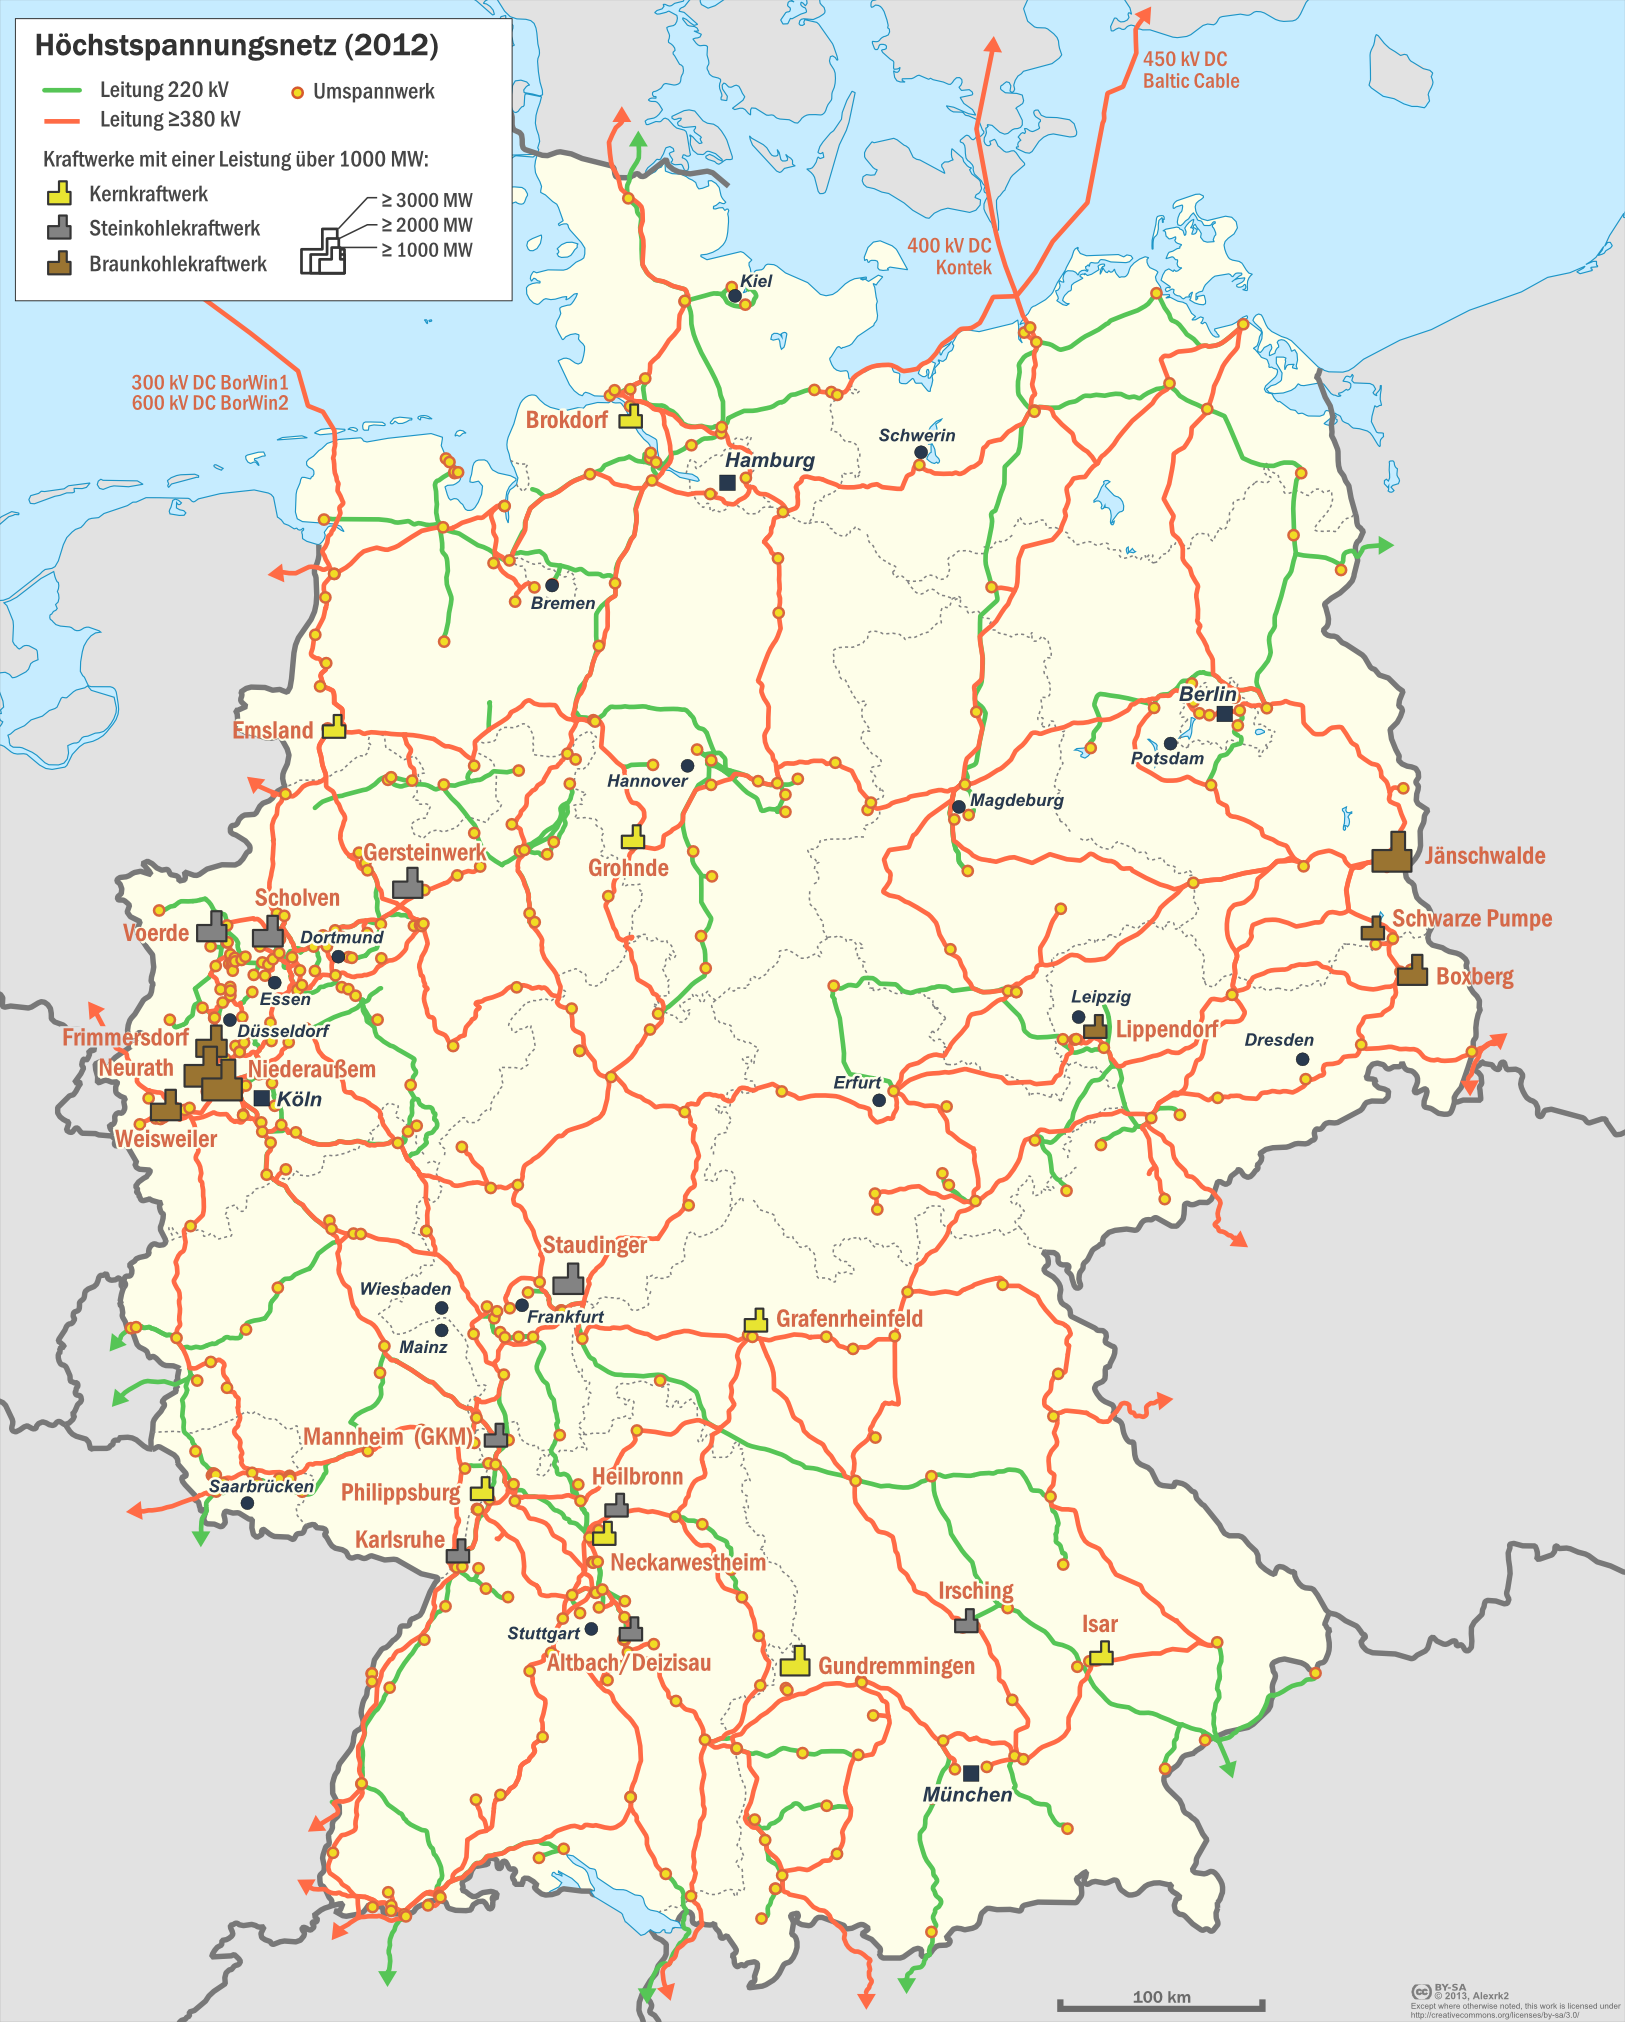 Höchstspannungsnetz (2012)
Leitung 220 kV
Umspannwerk
Leitung ≥380 kV
Kraftwerke mit einer Leistung über 1000 MW:
Kernkraftwerk
Steinkohlekraftwerk
Braunkohlekraftwerk
≥ 3000 MW
≥ 2000 MW
≥ 1000 MW
450 kV DC
Baltic Cable
400 kV DC
Kontek
300 kV DC BorWin1
600 kV DC BorWin2
Kiel
Brokdorf
Schwerin
Hamburg
Bremen
Berlin
Emsland
Potsdam
Hannover
Magdeburg
Gersteinwerk
Grohnde
Jänschwalde
Scholven
Schwarze Pumpe
Voerde
Dortmund
Boxberg
Essen
Leipzig
Düsseldorf
Lippendorf
Frimmersdorf
Dresden
Neurath
Niederaußem
Erfurt
Köln
Weisweiler
Staudinger
Wiesbaden
Frankfurt
Grafenrheinfeld
Mainz
Mannheim (GKM)
Heilbronn
Saarbrücken
Philippsburg
Karlsruhe
Neckarwestheim
Irsching
Isar
Stuttgart
Altbach/Deizisau
Gundremmingen
München
100 km
cc BY-SA
© 2013, Alexrk2
Except where otherwise noted, this work is licensed under
http://creativecommons.org/licenses/by-sa/3.0/